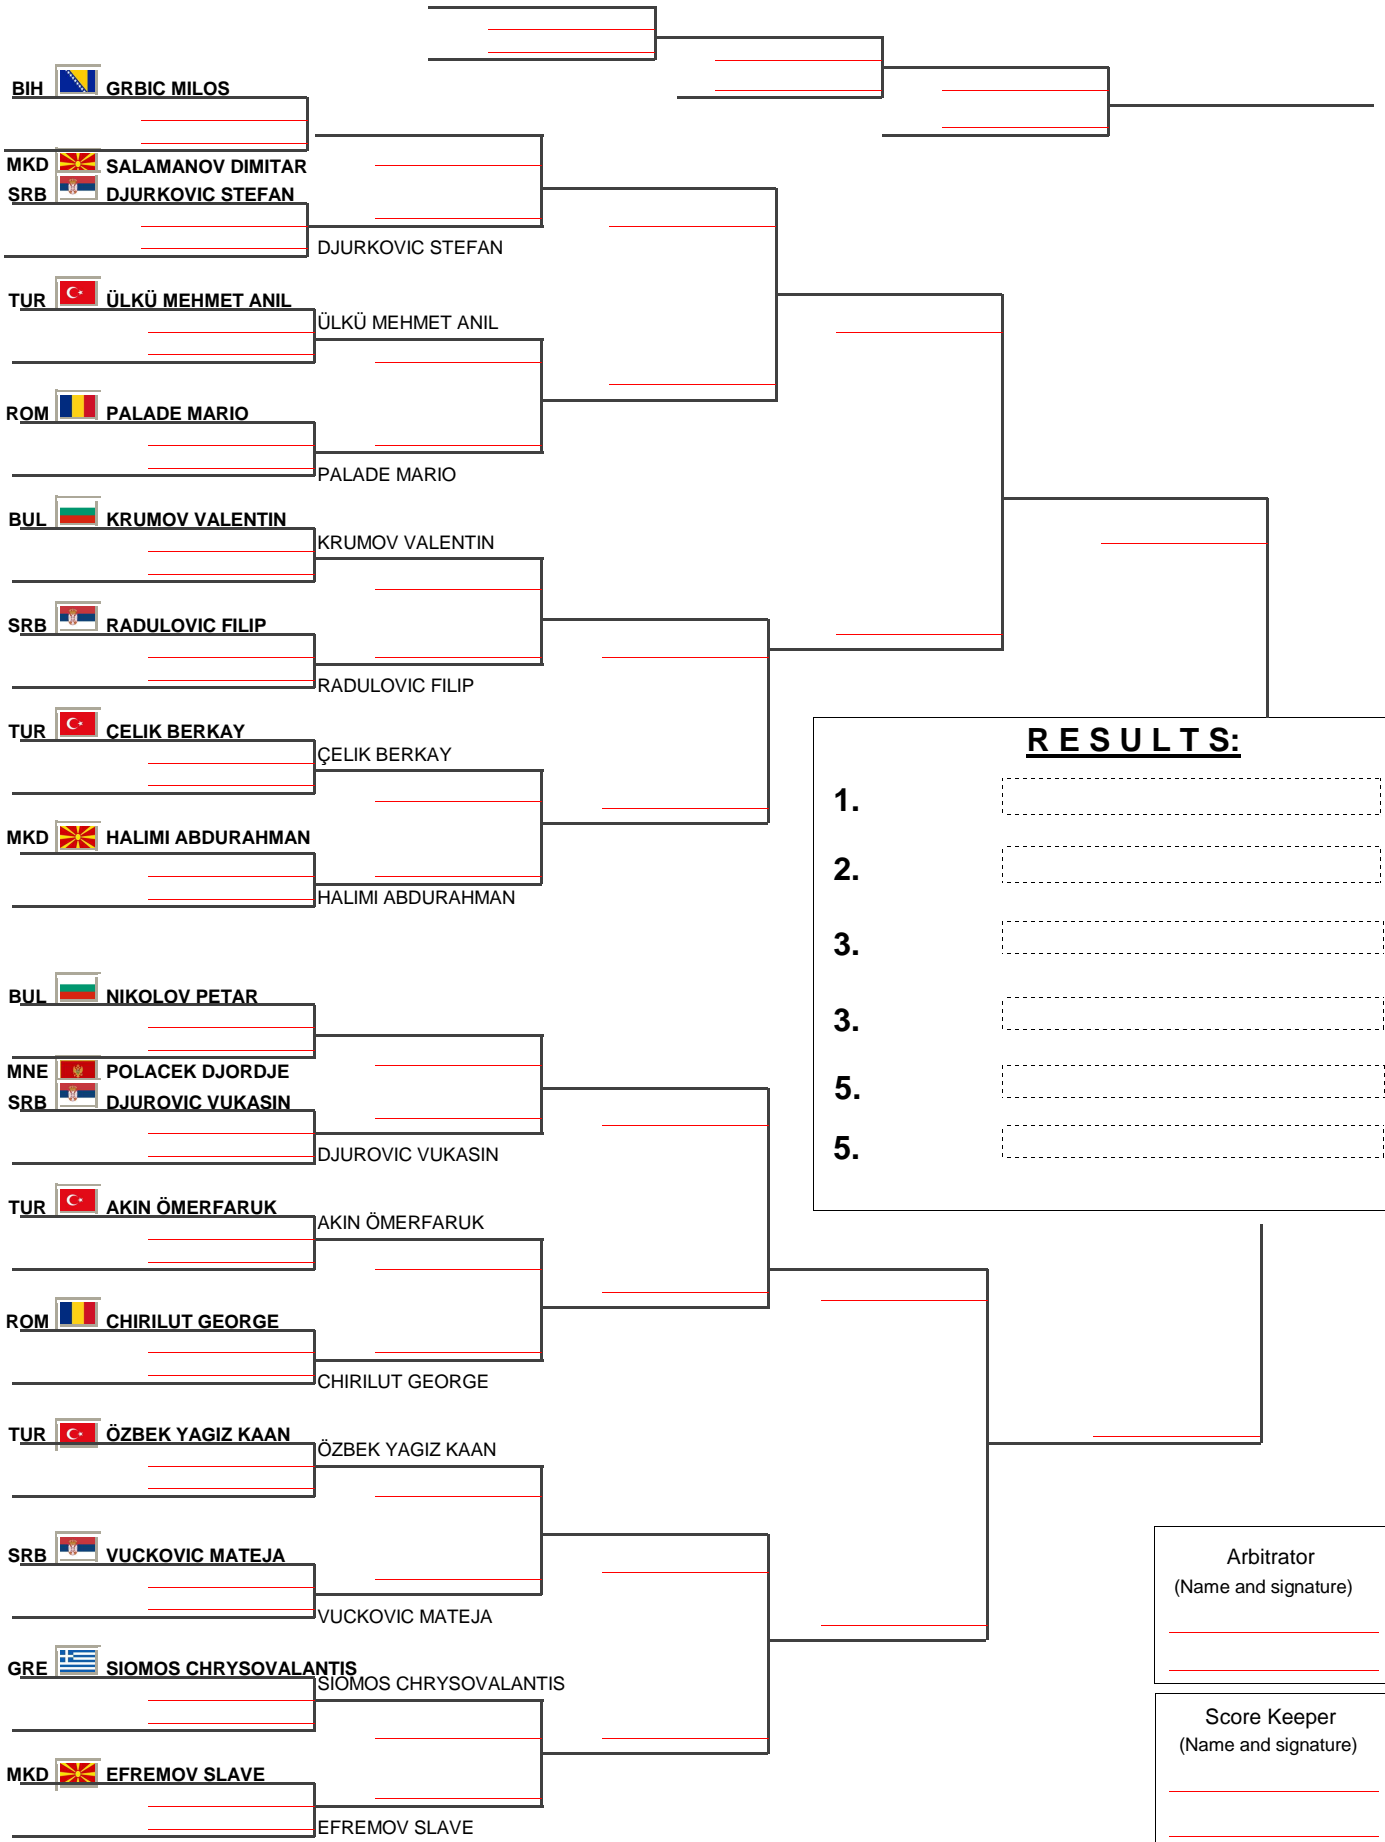 BIH GRBIC MILOS
MKD SALAMANOV DIMITAR
SRB DJURKOVIC STEFAN
DJURKOVIC STEFAN
TUR ÜLKÜ MEHMET ANIL
ÜLKÜ MEHMET ANIL
ROM PALADE MARIO
PALADE MARIO
BUL KRUMOV VALENTIN
KRUMOV VALENTIN
SRB RADULOVIC FILIP
RADULOVIC FILIP
TUR ÇELIK BERKAY
ÇELIK BERKAY
MKD HALIMI ABDURAHMAN
HALIMI ABDURAHMAN
R E S U L T S:
1.
2.
3.
3.
5.
5.
BUL NIKOLOV PETAR
MNE POLACEK DJORDJE
SRB DJUROVIC VUKASIN
DJUROVIC VUKASIN
TUR AKIN ÖMERFARUK
AKIN ÖMERFARUK
ROM CHIRILUT GEORGE
CHIRILUT GEORGE
TUR ÖZBEK YAGIZ KAAN
ÖZBEK YAGIZ KAAN
SRB VUCKOVIC MATEJA
VUCKOVIC MATEJA
GRE SIOMOS CHRYSOVALANTIS
SIOMOS CHRYSOVALANTIS
MKD EFREMOV SLAVE
EFREMOV SLAVE
Arbitrator
(Name and signature)
Score Keeper
(Name and signature)